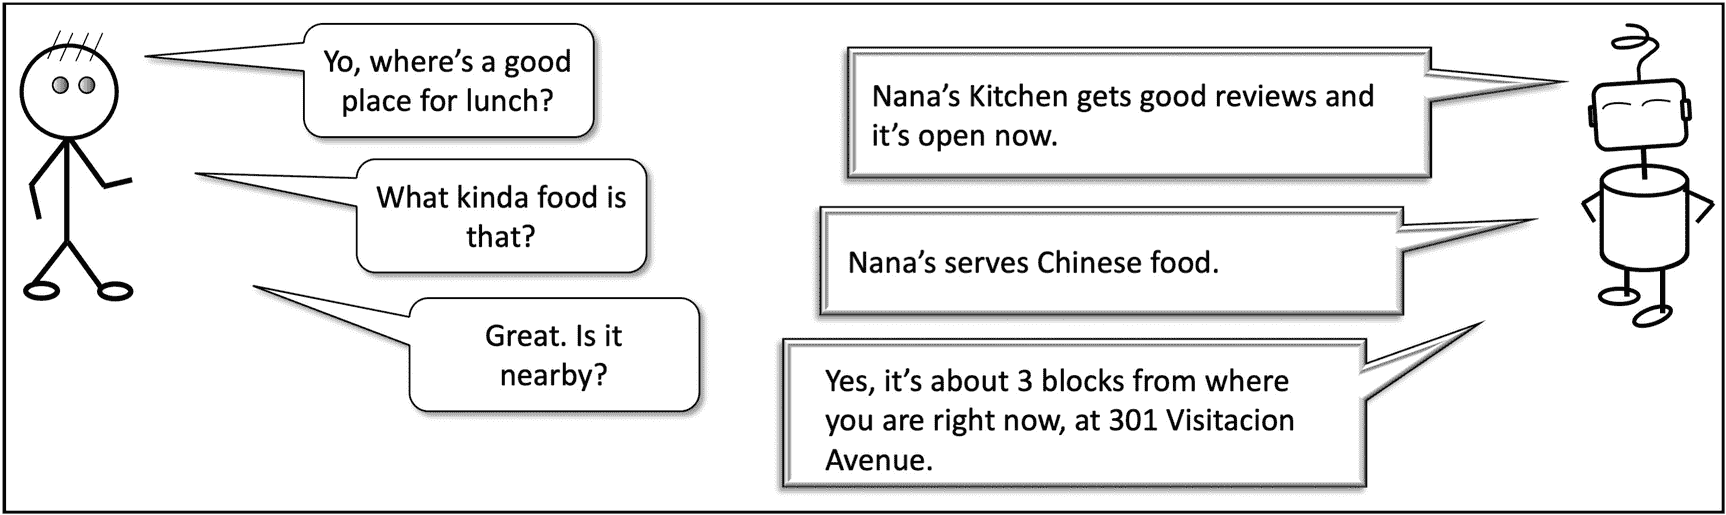 Yo, where's a good
place for lunch?
Nana's Kitchen gets good reviews and
it's open now.
What kinda food is
that?
Nana's serves Chinese food.
Great. Is it
nearby?
Yes, it's about 3 blocks from where
you are right now, at 301 Visitacion
Avenue.